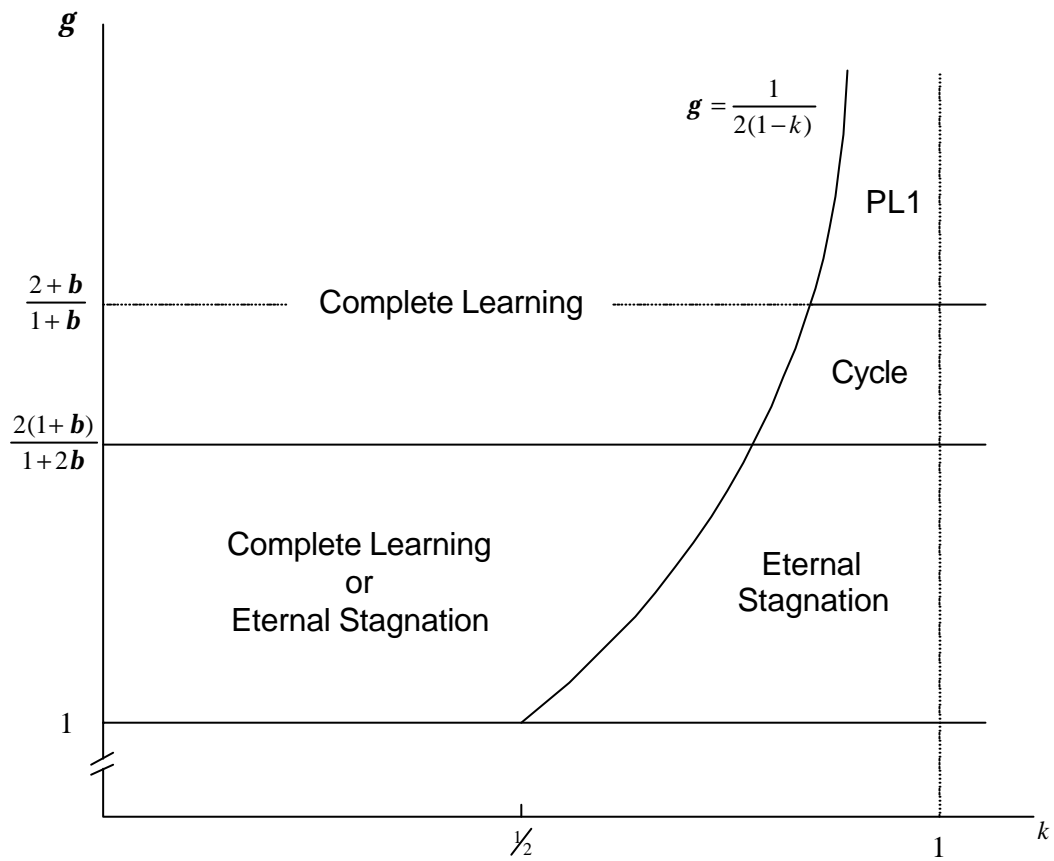 g
g = 1/(2(1−k))
PL1
(2+b)/(1+b)
Complete Learning
Cycle
2(1+b)/(1+2b)
Complete Learning
or
Eternal Stagnation
Eternal
Stagnation
1
½
1
k